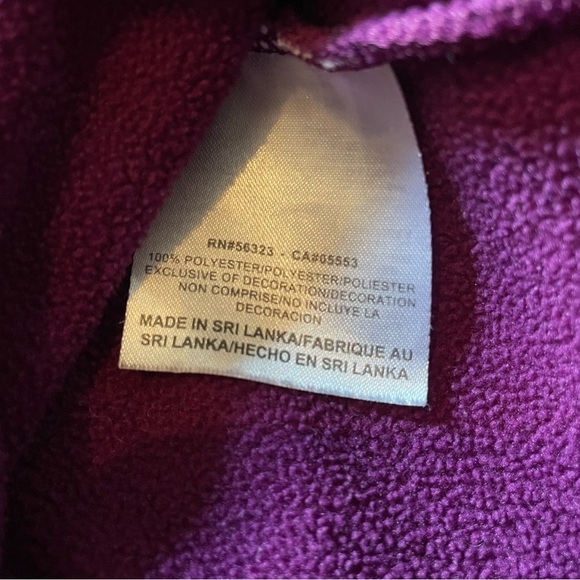 RN#56323 - CA#05553
100% POLYESTER/POLYESTER/POLIESTER
EXCLUSIVE OF DECORATION/DECORATION
NON COMPRISE/NO INCLUYE LA
DECORACION
MADE IN SRI LANKA/FABRIQUE AU
SRI LANKA/HECHO EN SRI LANKA